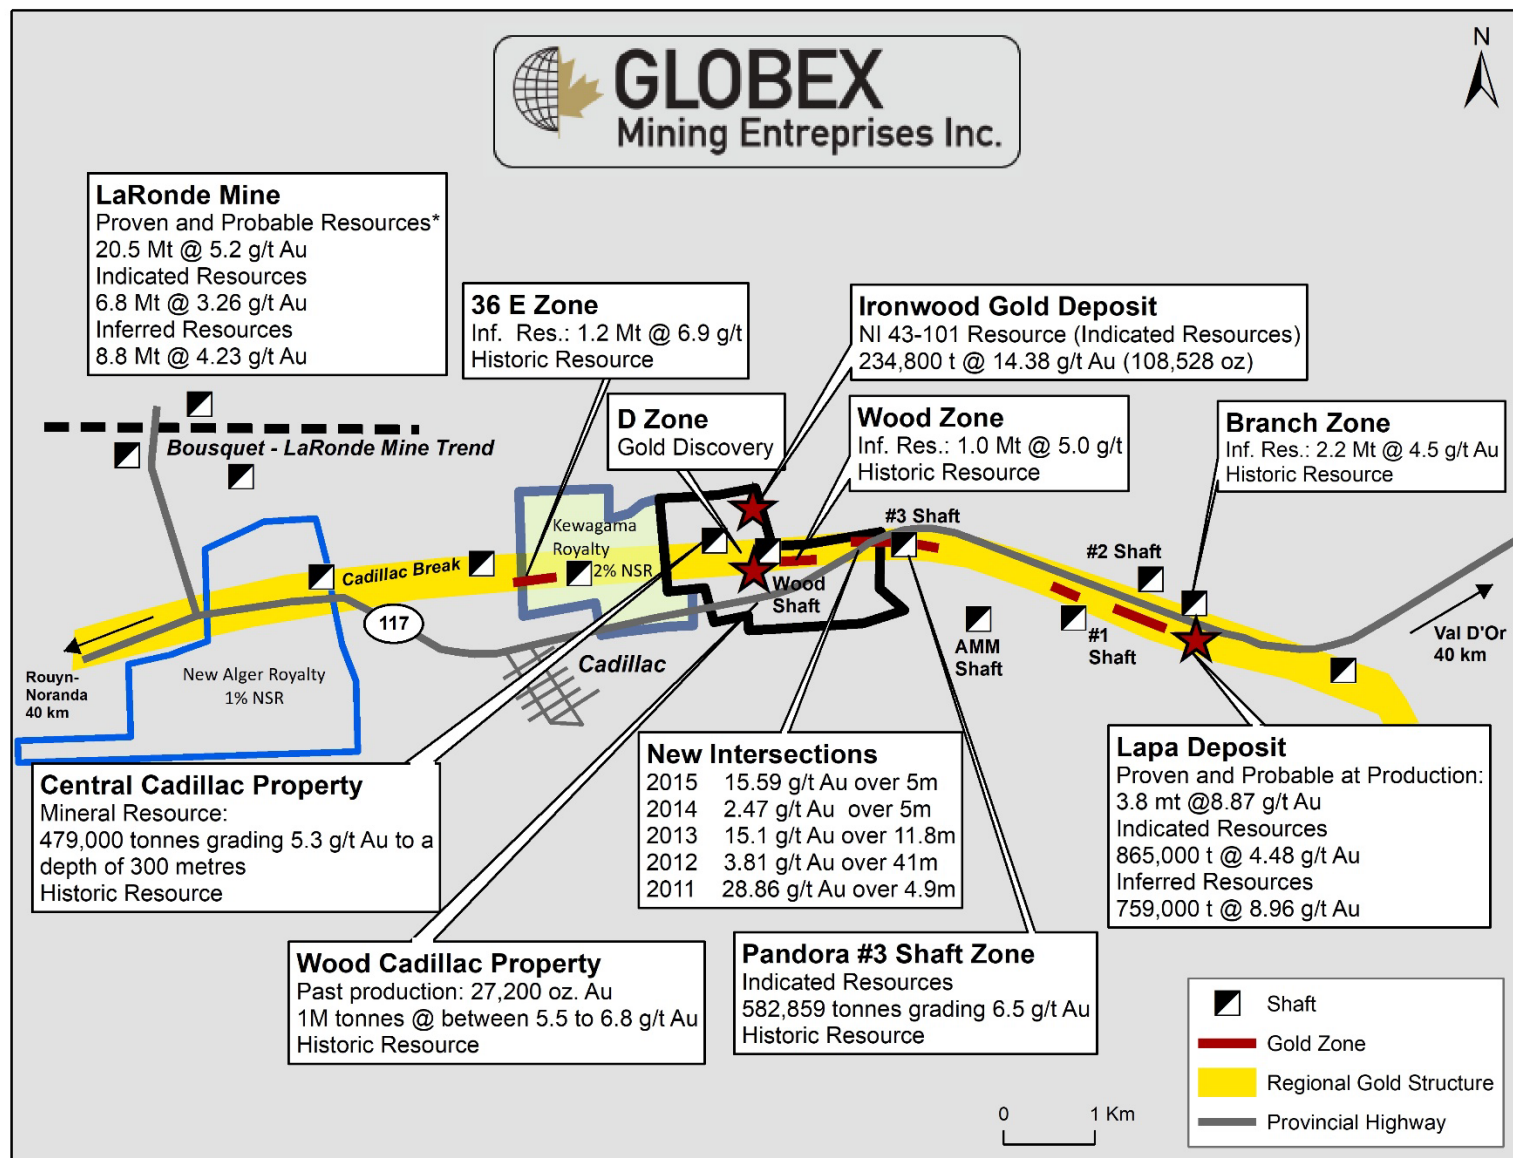 N
GLOBEX
Mining Entreprises Inc.
LaRonde Mine
Proven and Probable Resources*
20.5 Mt @ 5.2 g/t Au
Indicated Resources
6.8 Mt @ 3.26 g/t Au
Inferred Resources
8.8 Mt @ 4.23 g/t Au
36 E Zone
Inf. Res.: 1.2 Mt @ 6.9 g/t
Historic Resource
Ironwood Gold Deposit
NI 43-101 Resource (Indicated Resources)
234,800 t @ 14.38 g/t Au (108,528 oz)
D Zone
Gold Discovery
Wood Zone
Inf. Res.: 1.0 Mt @ 5.0 g/t
Historic Resource
Branch Zone
Inf. Res.: 2.2 Mt @ 4.5 g/t Au
Historic Resource
Bousquet - LaRonde Mine Trend
Kewagama
Royalty
2% NSR
#3 Shaft
#2 Shaft
Cadillac Break
Wood
Shaft
117
AMM
Shaft
#1
Shaft
Val D'Or
40 km
Rouyn-
Noranda
40 km
New Alger Royalty
1% NSR
Cadillac
Central Cadillac Property
Mineral Resource:
479,000 tonnes grading 5.3 g/t Au to a
depth of 300 metres
Historic Resource
New Intersections
2015 15.59 g/t Au over 5m
2014 2.47 g/t Au over 5m
2013 15.1 g/t Au over 11.8m
2012 3.81 g/t Au over 41m
2011 28.86 g/t Au over 4.9m
Lapa Deposit
Proven and Probable at Production:
3.8 mt @8.87 g/t Au
Indicated Resources
865,000 t @ 4.48 g/t Au
Inferred Resources
759,000 t @ 8.96 g/t Au
Wood Cadillac Property
Past production: 27,200 oz. Au
1M tonnes @ between 5.5 to 6.8 g/t Au
Historic Resource
Pandora #3 Shaft Zone
Indicated Resources
582,859 tonnes grading 6.5 g/t Au
Historic Resource
Shaft
Gold Zone
Regional Gold Structure
Provincial Highway
0 1 Km